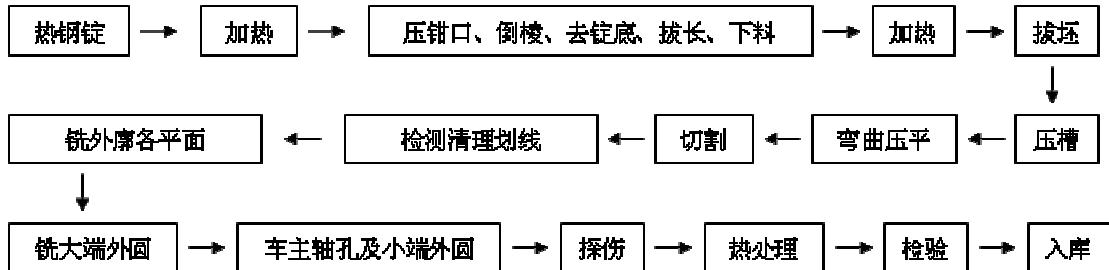 热钢锭 加热 压钳口、倒棱、去锭底、拔长、下料 加热 拔坯
铣外廓各平面 检测清理划线 切割 弯曲压平 压槽
铣大端外圆 车主轴孔及小端外圆 探伤 热处理 检验 入库